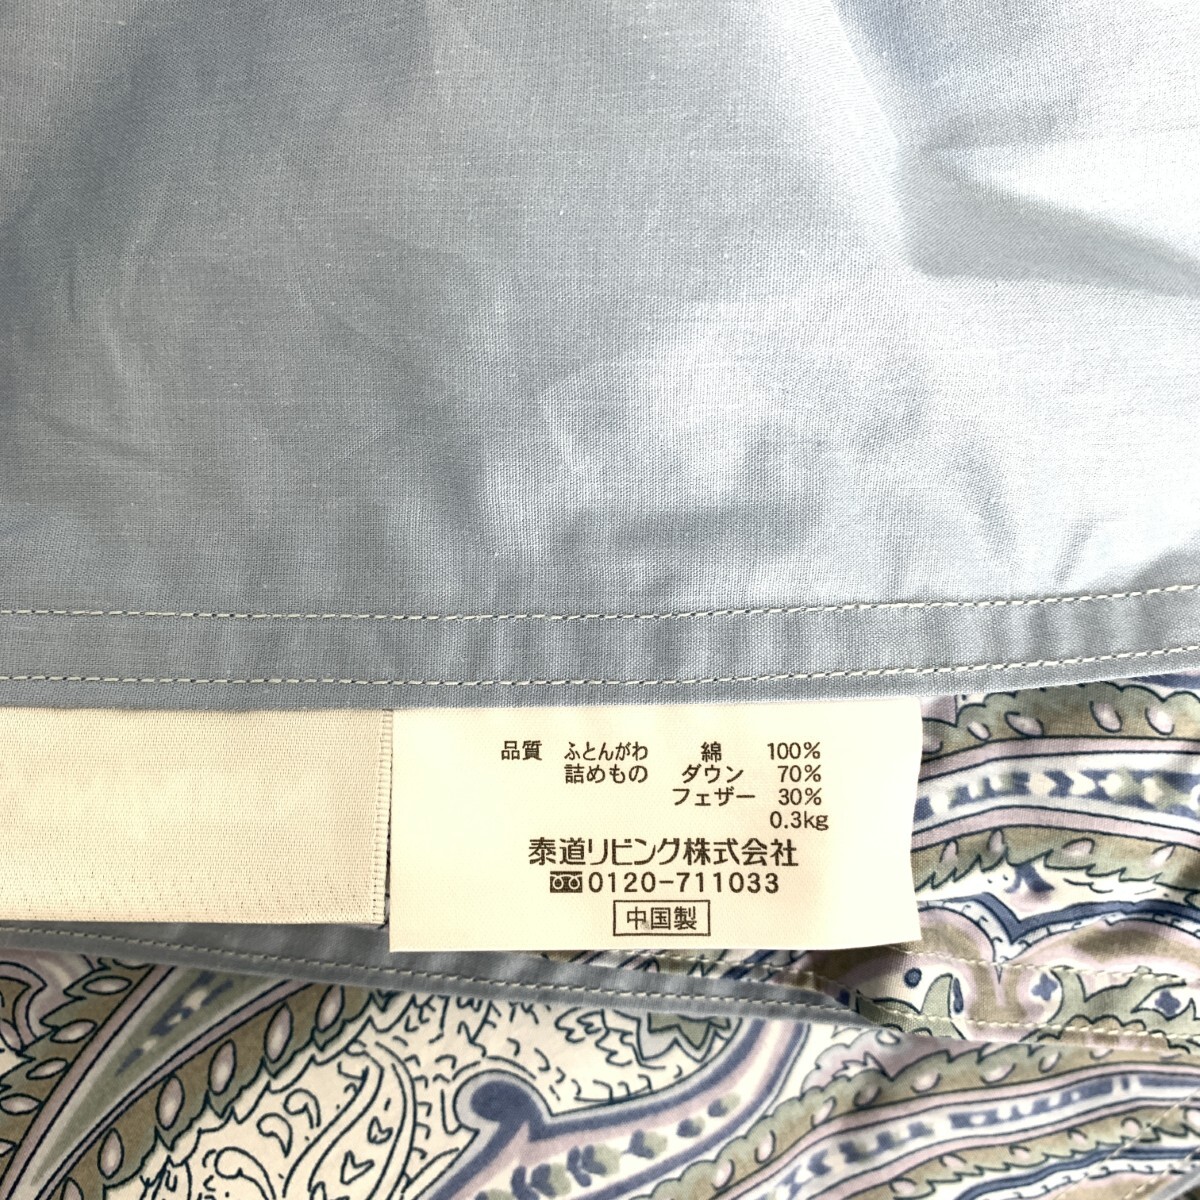 品質 ふとんがわ 綿 100%
詰めもの ダウン 70%
フェザー 30%
0.3kg
泰道リビング株式会社
0120-711033
中国製